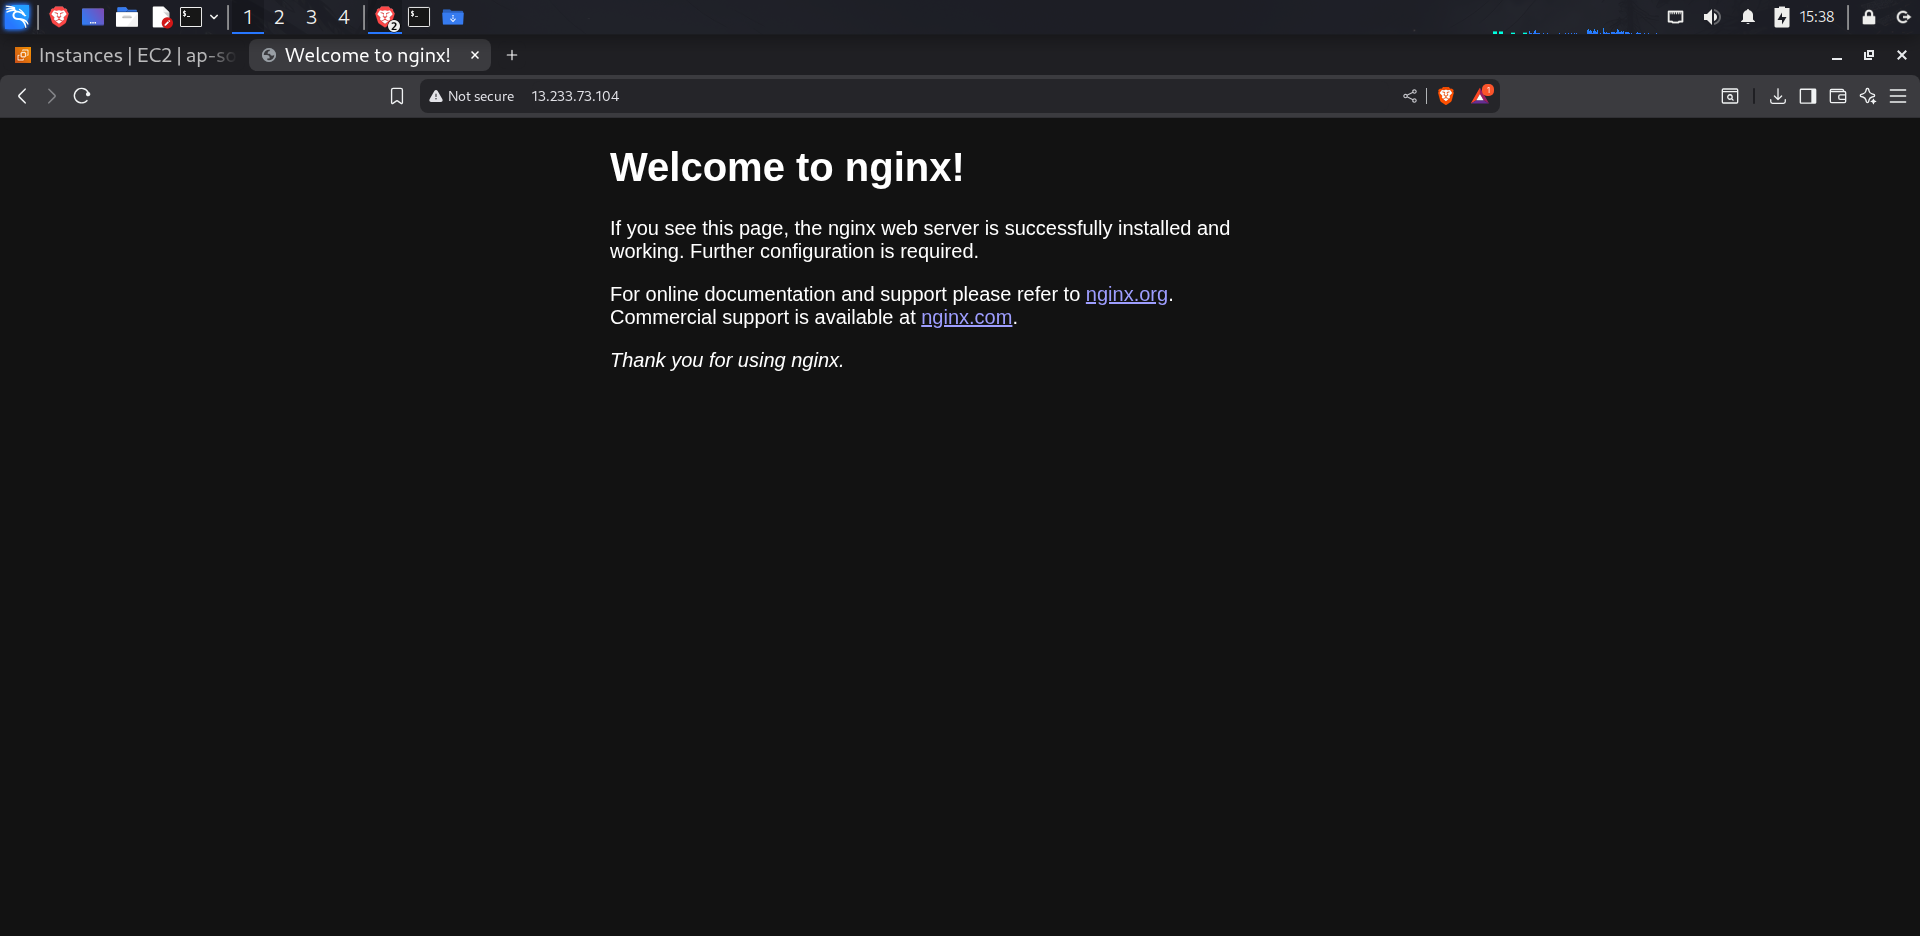 1 2 3 4 2 15:38
Instances | EC2 | ap-so Welcome to nginx!
Not secure 13.233.73.104 1
Welcome to nginx!
If you see this page, the nginx web server is successfully installed and
working. Further configuration is required.
For online documentation and support please refer to nginx.org.
Commercial support is available at nginx.com.
Thank you for using nginx.